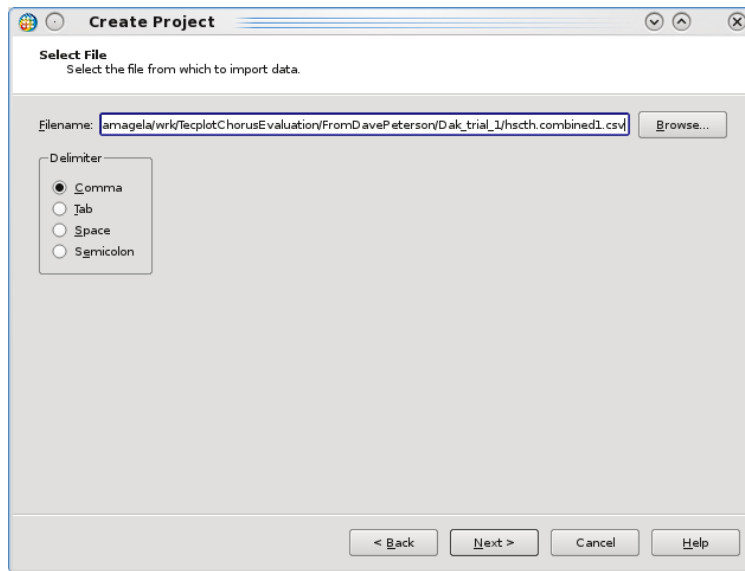 Create Project
Select File
Select the file from which to import data.
Filename: amagela/wrk/TecplotChorusEvaluation/FromDavePeterson/Dak_trial_1/hscth.combined1.csv Browse...
Delimiter
Comma
Tab
Space
Semicolon
< Back Next > Cancel Help